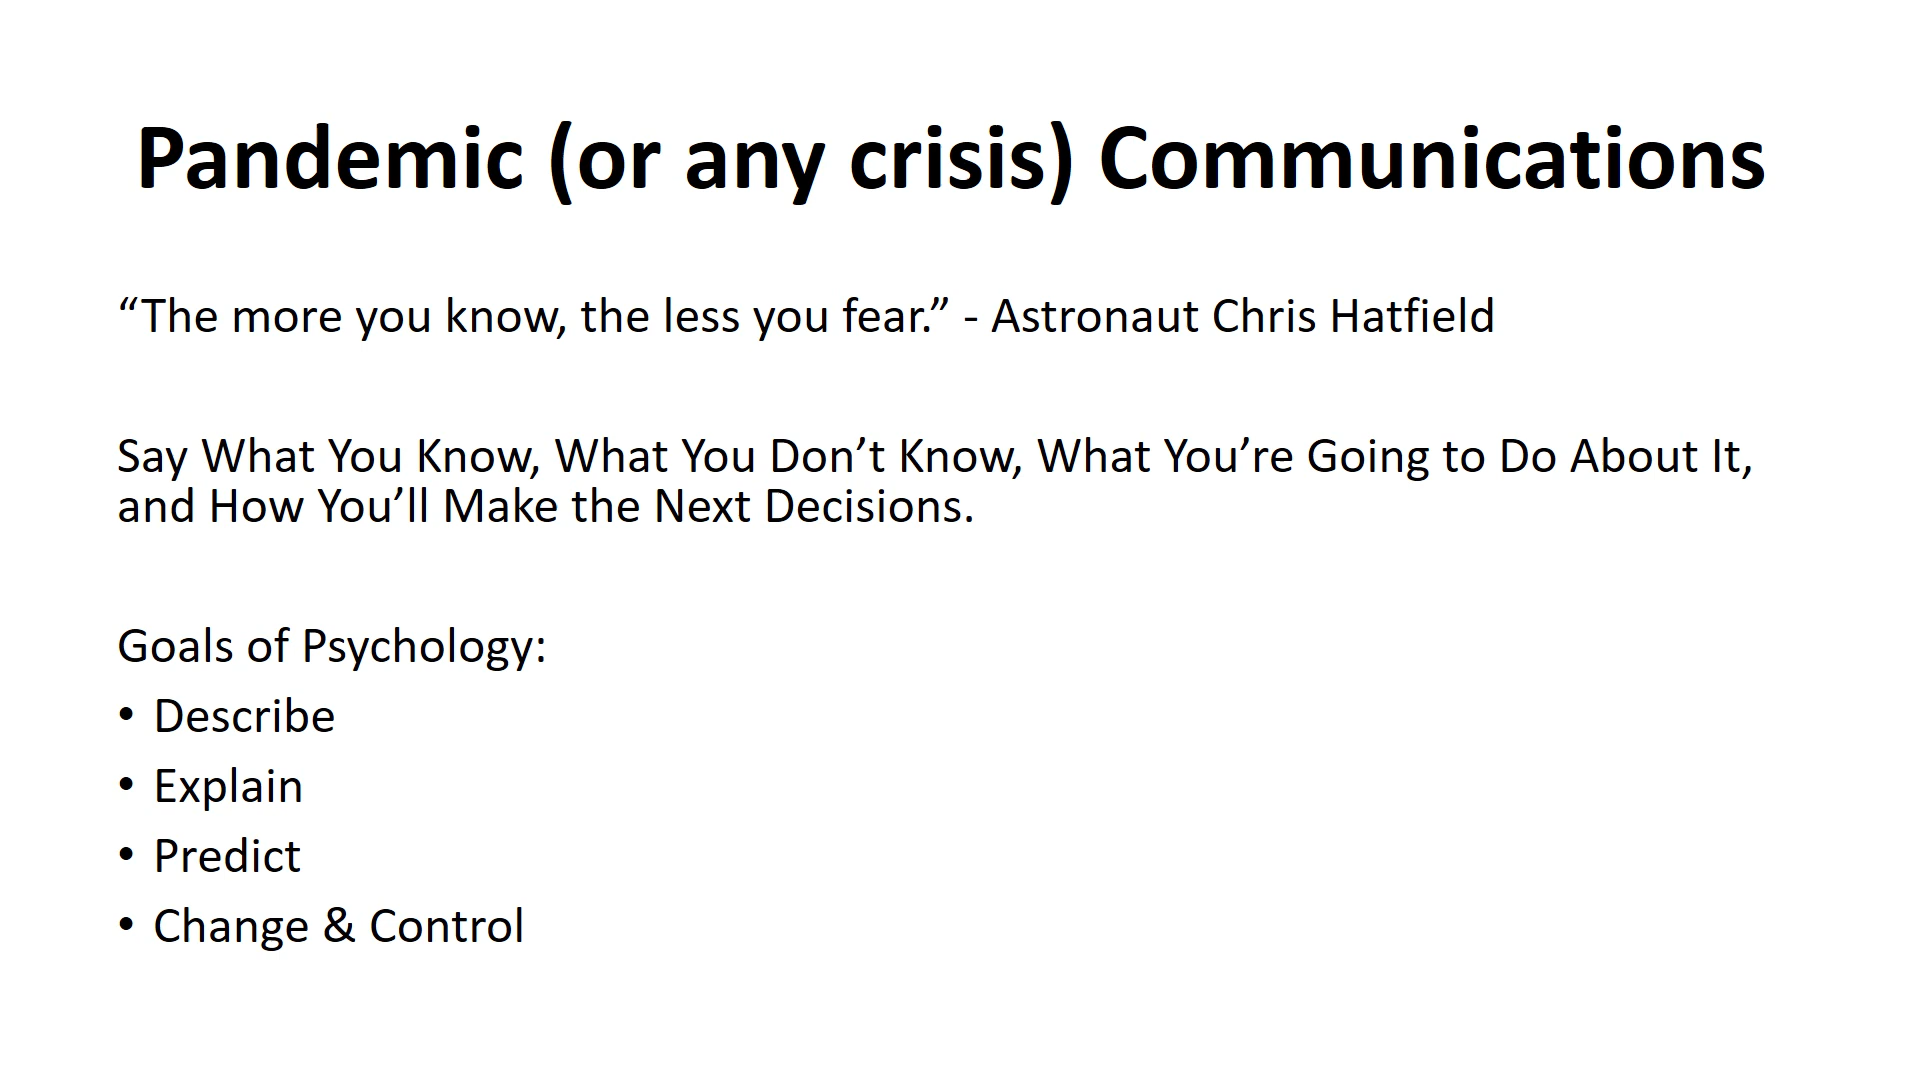 Pandemic (or any crisis) Communications
“The more you know, the less you fear.” - Astronaut Chris Hatfield
Say What You Know, What You Don’t Know, What You’re Going to Do About It,
and How You’ll Make the Next Decisions.
Goals of Psychology:
• Describe
• Explain
• Predict
• Change & Control